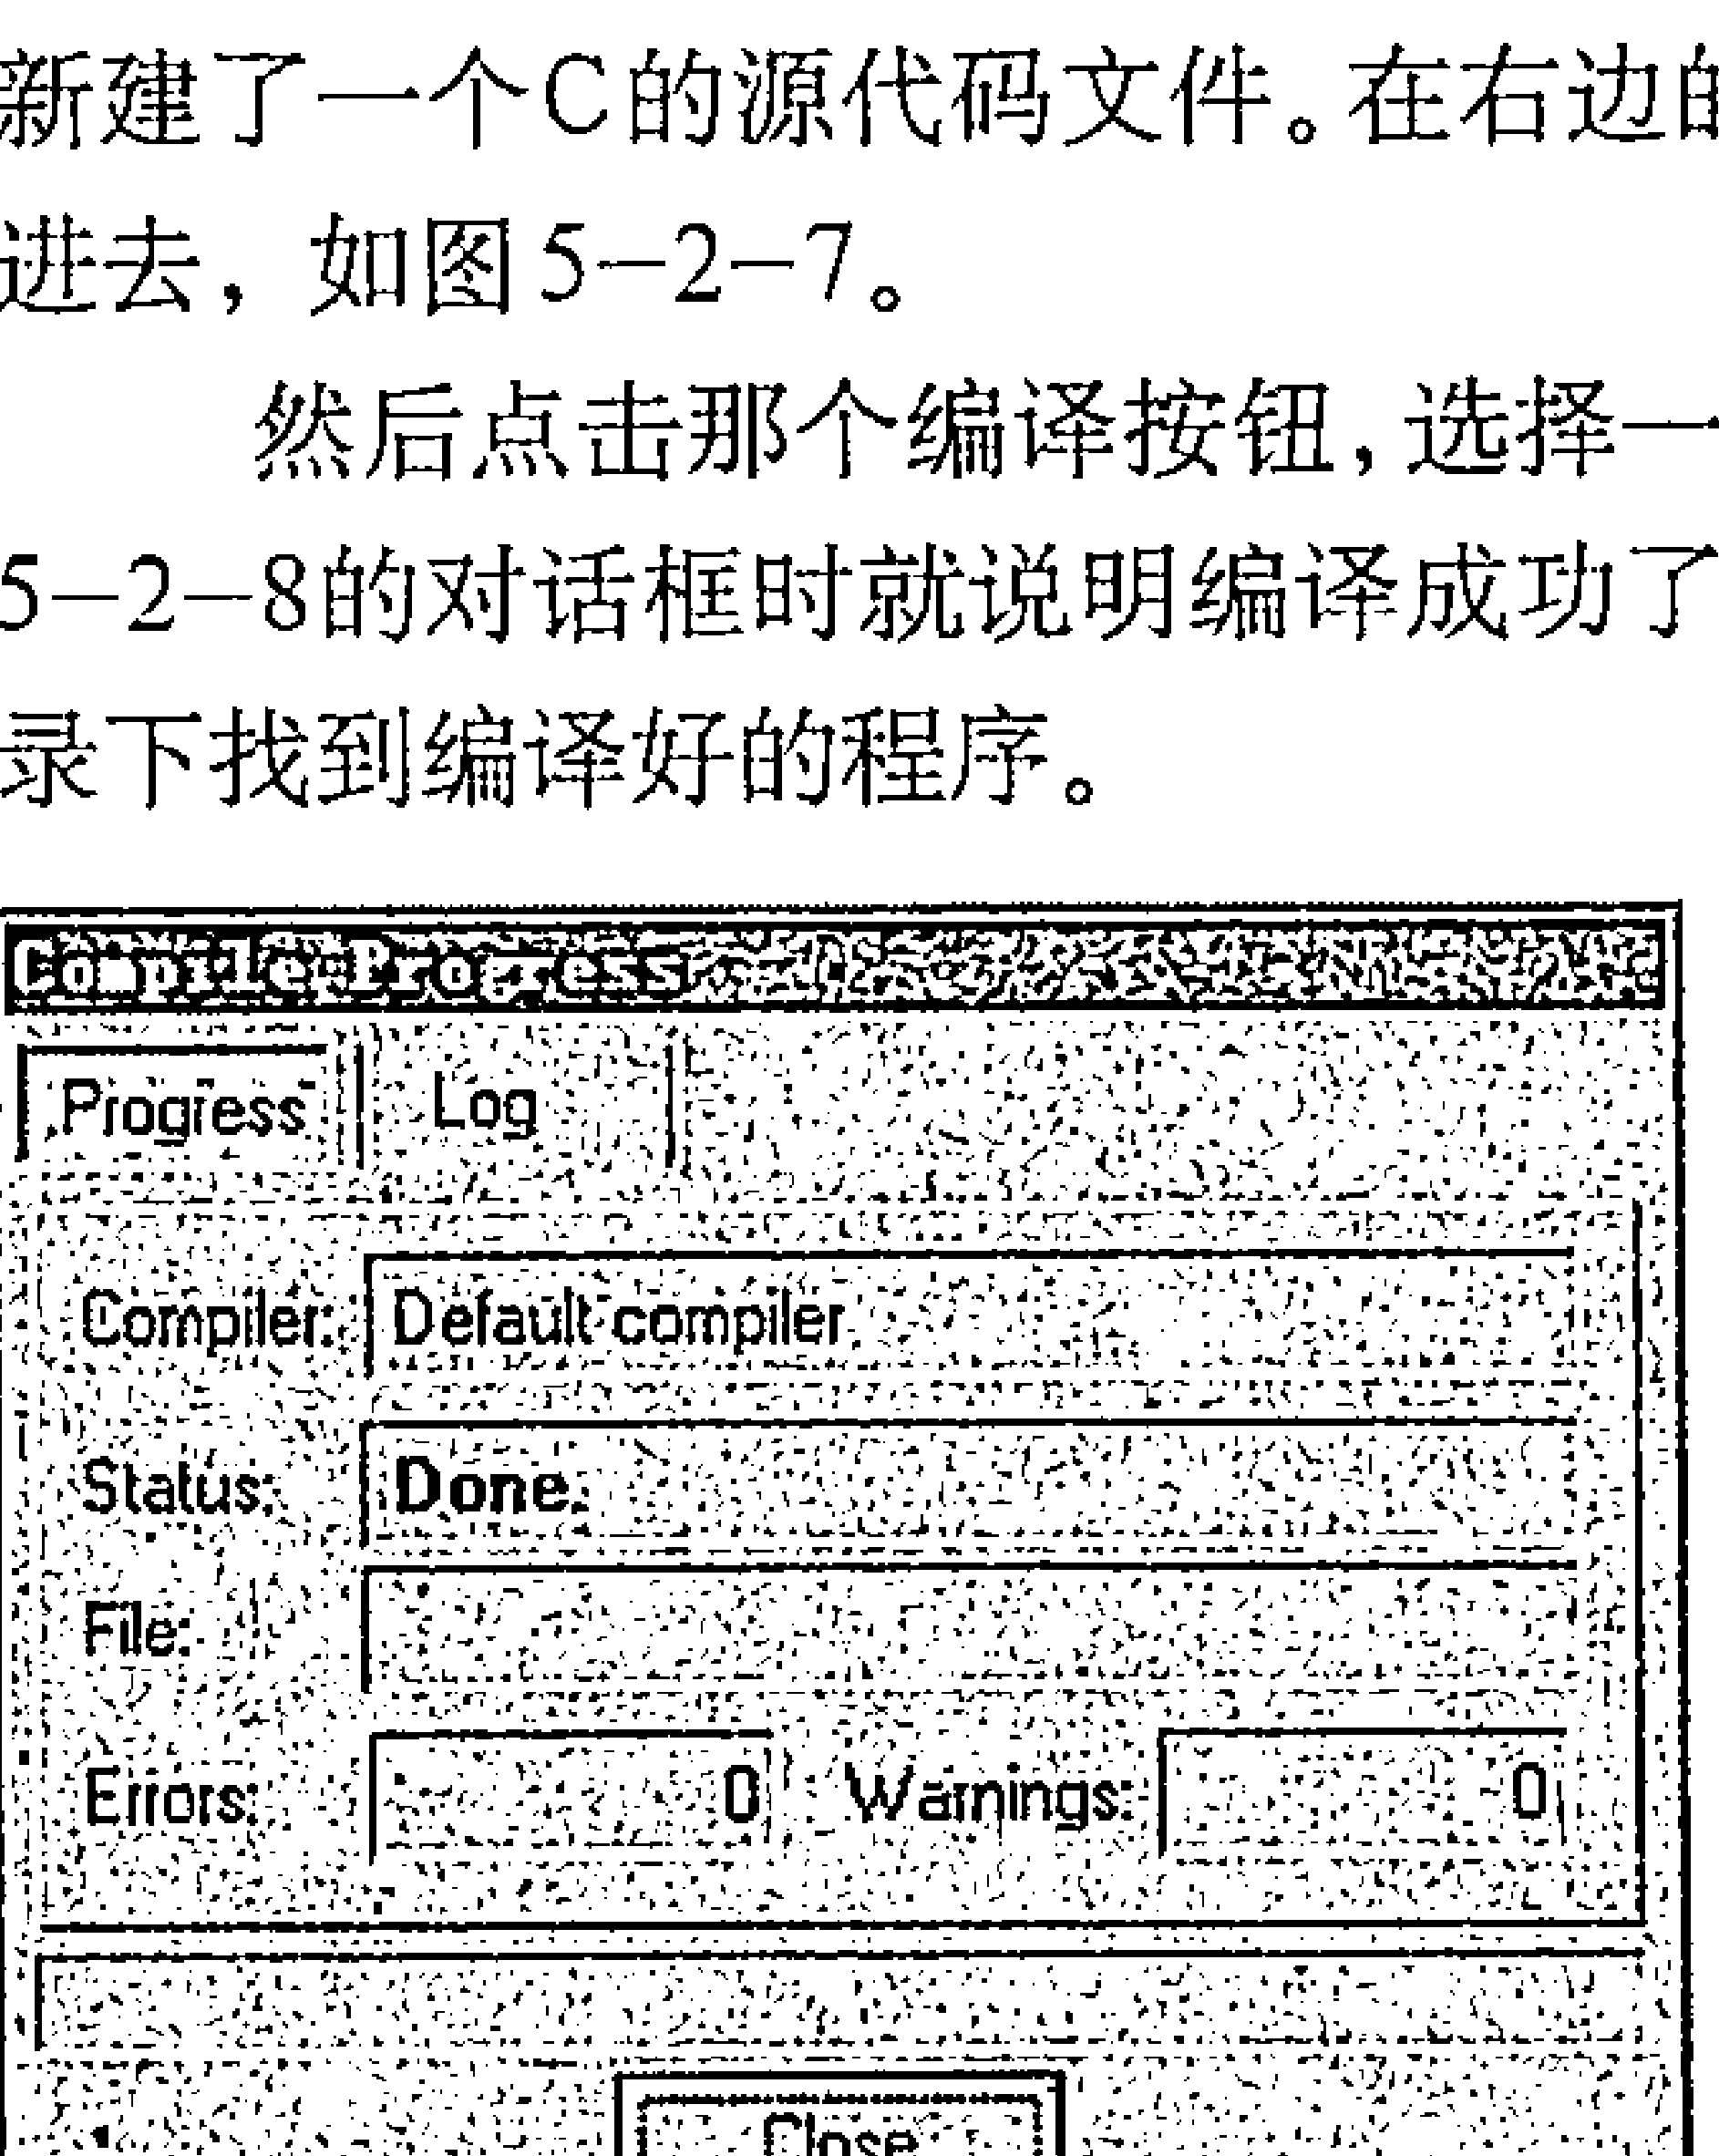 新建了一个C的源代码文件。在右边的
进去，如图5-2-7。
然后点击那个编译按钮，选择一
5-2-8的对话框时就说明编译成功了
录下找到编译好的程序。
Compile Progress
Progress Log
Compiler: Default compiler
Status: Done.
File:
Errors: 0 Warnings: 0
Close